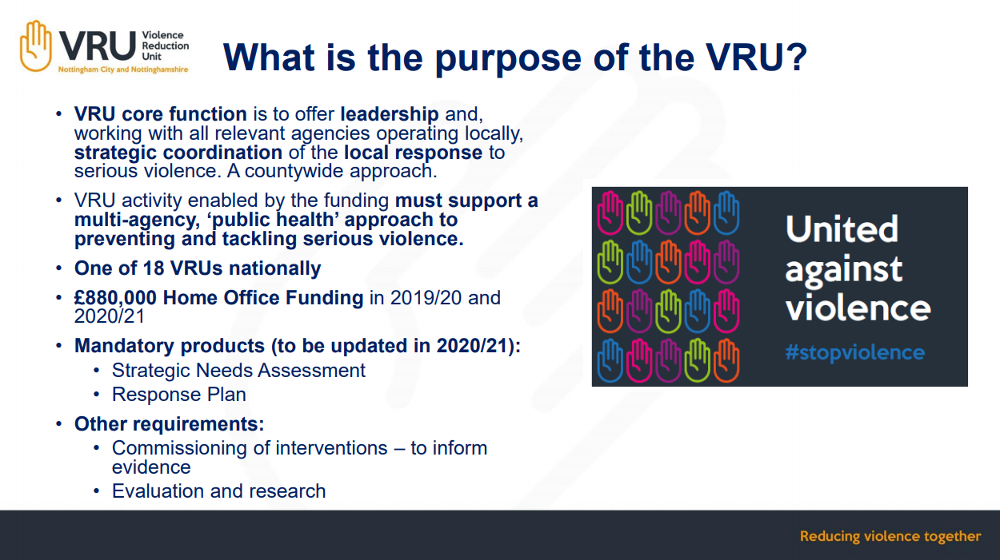 VRU
Violence
Reduction
Unit
Nottingham City and Nottinghamshire
What is the purpose of the VRU?
• VRU core function is to offer leadership and,
working with all relevant agencies operating locally,
strategic coordination of the local response to
serious violence. A countywide approach.
• VRU activity enabled by the funding must support a
multi-agency, ‘public health’ approach to
preventing and tackling serious violence.
• One of 18 VRUs nationally
• £880,000 Home Office Funding in 2019/20 and
2020/21
• Mandatory products (to be updated in 2020/21):
• Strategic Needs Assessment
• Response Plan
• Other requirements:
• Commissioning of interventions – to inform
evidence
• Evaluation and research
United
against
violence
#stopviolence
Reducing violence together